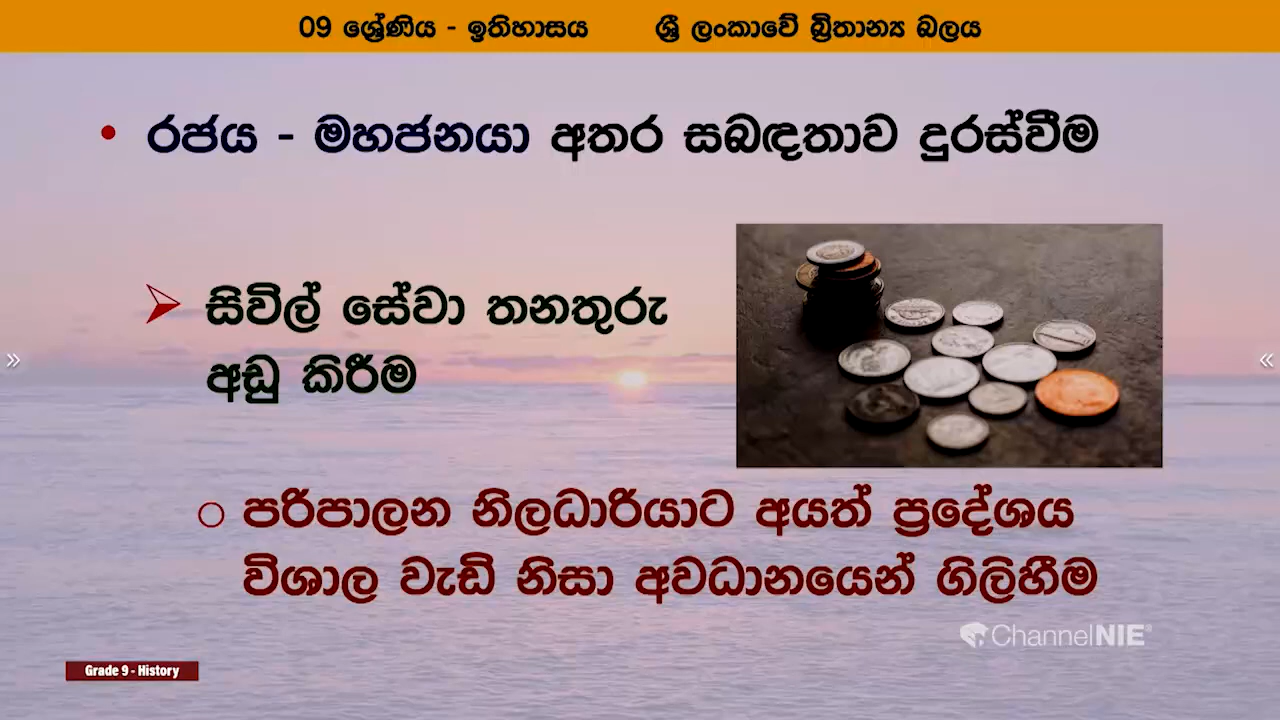 09 ශ්‍රේණිය - ඉතිහාසය ශ්‍රී ලංකාවේ බ්‍රිතාන්‍ය බලය
• රජය - මහජනයා අතර සබඳතාව දුරස්වීම
➢ සිවිල් සේවා තනතුරු
අඩු කිරීම
»
«
o පරිපාලන නිලධාරියාට අයත් ප්‍රදේශය
විශාල වැඩි නිසා අවධානයෙන් ගිලිහීම
ChannelNIE
Grade 9 - History